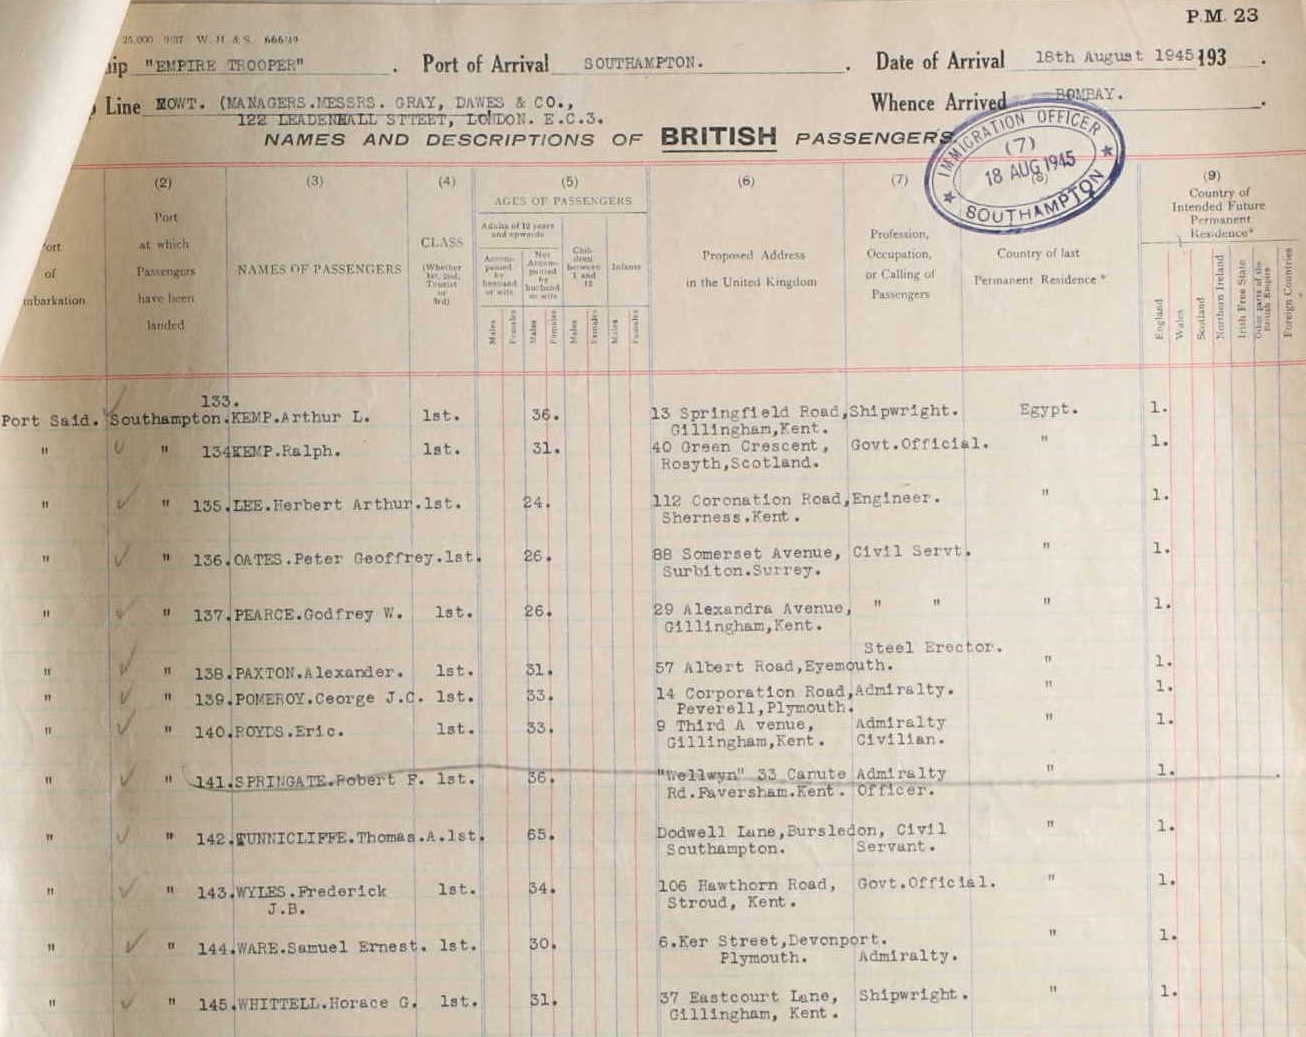 P.M. 23
25,000 9/37 W. H & S. 666
ip "EMPIRE TROOPER" . Port of Arrival SOUTHAMPTON. . Date of Arrival 18th August 1945 193 .
Line MOWT. (MANAGERS.MESSRS. GRAY, DAWES & CO., Whence Arrived BOMBAY. .
122 LEADENHALL STREET, LONDON. E.C.3.
NAMES AND DESCRIPTIONS OF BRITISH PASSENGERS
IMMIGRATION OFFICER
(7)
18 AUG 1945
SOUTHAMPTON
(2) (3) (4) (5) (6) (7) (8) (9)
ort
of
mbarkation
Port
at which
Passengers
have been
landed
NAMES OF PASSENGERS
CLASS
(Whether
1st, 2nd,
Tourist
or
3rd)
AGES OF PASSENGERS
Adults of 12 years
and upwards
Accom-
panied
by
husband
or wife
Not
Accom-
panied
by
husband
or wife
Chil-
dren
between
1 and
12
Infants
Males Females Males Females Males Females Males Females
Proposed Address
in the United Kingdom
Profession,
Occupation,
or Calling of
Passengers
Country of last
Permanent Residence *
Country of
Intended Future
Permanent
Residence*
England
Wales
Scotland
Northern Ireland
Irish Free State
Other parts of the
British Empire
Foreign Countries
133.
Port Said. Southampton. KEMP.Arthur L. 1st. 36. 13 Springfield Road, Shipwright. Egypt. 1.
Gillingham,Kent.
" " 134 KEMP.Ralph. 1st. 31. 40 Green Crescent, Govt.Official. " 1.
Rosyth,Scotland.
" " 135.LEE.Herbert Arthur.1st. 24. 112 Coronation Road, Engineer. " 1.
Sherness.Kent.
" " 136.OATES.Peter Geoffrey.1st. 26. 88 Somerset Avenue, Civil Servt. " 1.
Surbiton.Surrey.
" " 137.PEARCE.Godfrey W. 1st. 26. 29 Alexandra Avenue, " " " 1.
Gillingham,Kent.
Steel Erector.
" " 138.PAXTON.Alexander. 1st. 31. 57 Albert Road,Eyemouth. " 1.
" " 139.POMEROY.George J.C. 1st. 33. 14 Corporation Road, Admiralty. " 1.
Peverell,Plymouth.
" " 140.ROYDS.Eric. 1st. 33. 9 Third A venue, Admiralty " 1.
Gillingham,Kent. Civilian.
" " 141.SPRINGATE.Robert F. 1st. 36. "Wellwyn" 33 Canute Admiralty " 1.
Rd.Faversham.Kent. Officer.
" " 142.TUNNICLIFFE.Thomas.A.1st. 65. Dodwell Lane,Bursledon, Civil " 1.
Southampton. Servant.
" " 143.WYLES.Frederick 1st. 34. 106 Hawthorn Road, Govt.Official. " 1.
J.B. Stroud, Kent.
" " 144.WARE.Samuel Ernest. 1st. 30. 6.Ker Street,Devonport. " 1.
Plymouth. Admiralty.
" " 145.WHITTELL.Horace G. 1st. 31. 37 Eastcourt Lane, Shipwright. " 1.
Gillingham, Kent.